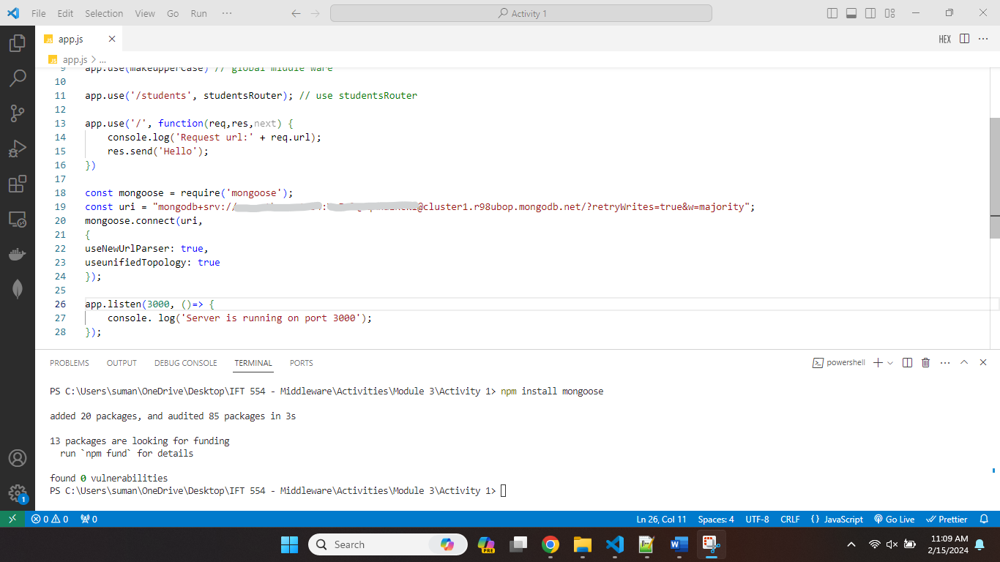 File Edit Selection View Go Run ···
Activity 1
app.js
HEX
app.js > ...
9 app.use(makeupperCase) // global middle ware
10
11 app.use('/students', studentsRouter); // use studentsRouter
12
13 app.use('/', function(req,res,next) {
14 console.log('Request url:' + req.url);
15 res.send('Hello');
16 })
17
18 const mongoose = require('mongoose');
19 const uri = "mongodb+srv:// : @cluster1.r98ubop.mongodb.net/?retryWrites=true&w=majority";
20 mongoose.connect(uri,
21 {
22 useNewUrlParser: true,
23 useunifiedTopology: true
24 });
25
26 app.listen(3000, ()=> {
27 console. log('Server is running on port 3000');
28 });
PROBLEMS OUTPUT DEBUG CONSOLE TERMINAL PORTS
powershell
PS C:\Users\suman\OneDrive\Desktop\IFT 554 - Middleware\Activities\Module 3\Activity 1> npm install mongoose
added 20 packages, and audited 85 packages in 3s
13 packages are looking for funding
run `npm fund` for details
found 0 vulnerabilities
PS C:\Users\suman\OneDrive\Desktop\IFT 554 - Middleware\Activities\Module 3\Activity 1>
1
0 0 0 Ln 26, Col 11 Spaces: 4 UTF-8 CRLF {} JavaScript Go Live Prettier
Search
PRE
11:09 AM
2/15/2024